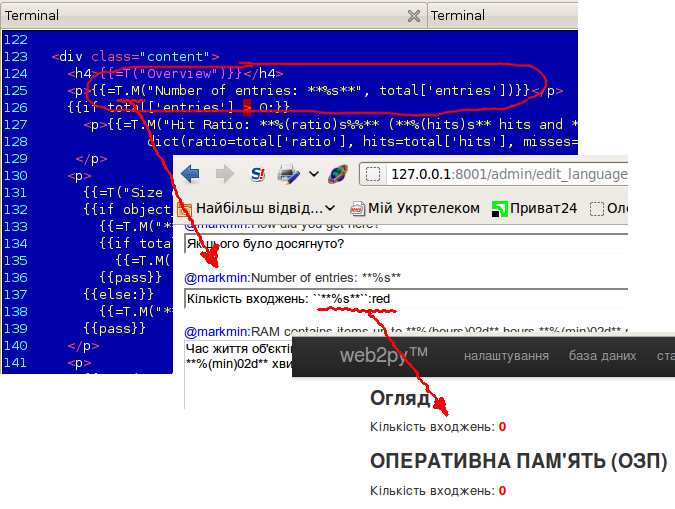 Terminal
Terminal
122
123 <div class="content">
124 <h4>{{=T("Overview")}}</h4>
125 <p>{{=T.M("Number of entries: **%s**", total['entries'])}}</p>
126 {{if total['entries'] > 0:}}
127 <p>{{=T.M("Hit Ratio: **%(ratio)s%%** (**%(hits)s** hits and *
128 dict(ratio=total['ratio'], hits=total['hits'], misses=
129 </p>
130 <p>
131 {{=T("Size
132 {{if object_
133 {{=T.M("**
134 {{if tota
135 {{=T.M(
136 {{pass}}
137 {{else:}}
138 {{=T.M("**
139 {{pass}}
140 </p>
141 <p>
S!
127.0.0.1:8001/admin/edit_language
Найбільш відвід...
Мій Укртелеком
Приват24
Оле
@markmin:How did you get here?
Як цього було досягнуто?
@markmin:Number of entries: **%s**
Кількість входжень: ``**%s**``:red
@markmin:RAM contains items up to **%(hours)02d** hours **%(min)02d**
Час життя об'єктів
**%(min)02d** хви
web2py™ налаштування база даних ста
Огляд
Кількість входжень: 0
ОПЕРАТИВНА ПАМ'ЯТЬ (ОЗП)
Кількість входжень: 0